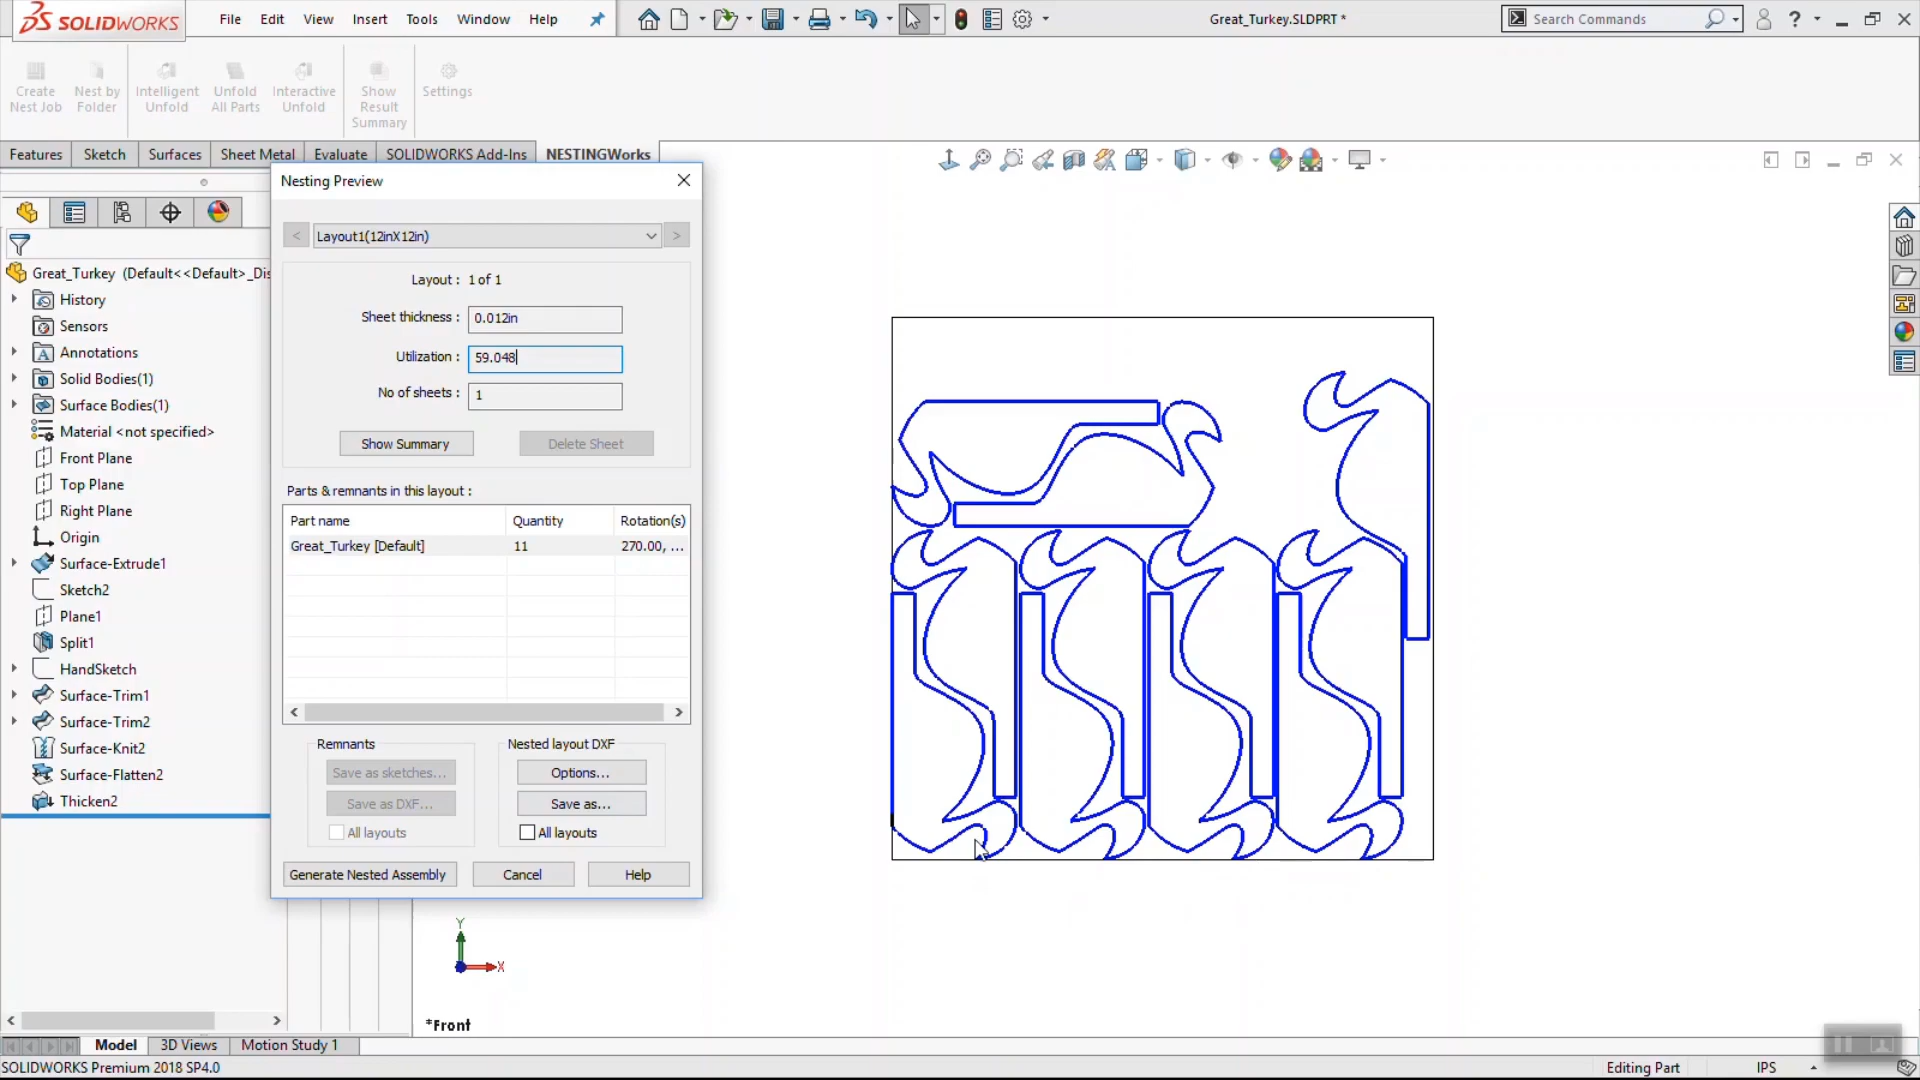 SOLIDWORKS
File Edit View Insert Tools Window Help
Great_Turkey.SLDPRT *
Search Commands
Create Nest Job
Nest by Folder
Intelligent Unfold
Unfold All Parts
Interactive Unfold
Show Result Summary
Settings
Features Sketch Surfaces Sheet Metal Evaluate SOLIDWORKS Add-Ins NESTINGWorks
Great_Turkey (Default<<Default>_Dis
History
Sensors
Annotations
Solid Bodies(1)
Surface Bodies(1)
Material <not specified>
Front Plane
Top Plane
Right Plane
Origin
Surface-Extrude1
Sketch2
Plane1
Split1
HandSketch
Surface-Trim1
Surface-Trim2
Surface-Knit2
Surface-Flatten2
Thicken2
Nesting Preview
< Layout1(12inX12in) >
Layout : 1 of 1
Sheet thickness : 0.012in
Utilization : 59.048
No of sheets : 1
Show Summary Delete Sheet
Parts & remnants in this layout :
Part name Quantity Rotation(s)
Great_Turkey [Default] 11 270.00, ...
Remnants
Save as sketches...
Save as DXF...
All layouts
Nested layout DXF
Options...
Save as...
All layouts
Generate Nested Assembly Cancel Help
Y
X
*Front
Model 3D Views Motion Study 1
SOLIDWORKS Premium 2018 SP4.0
Editing Part IPS